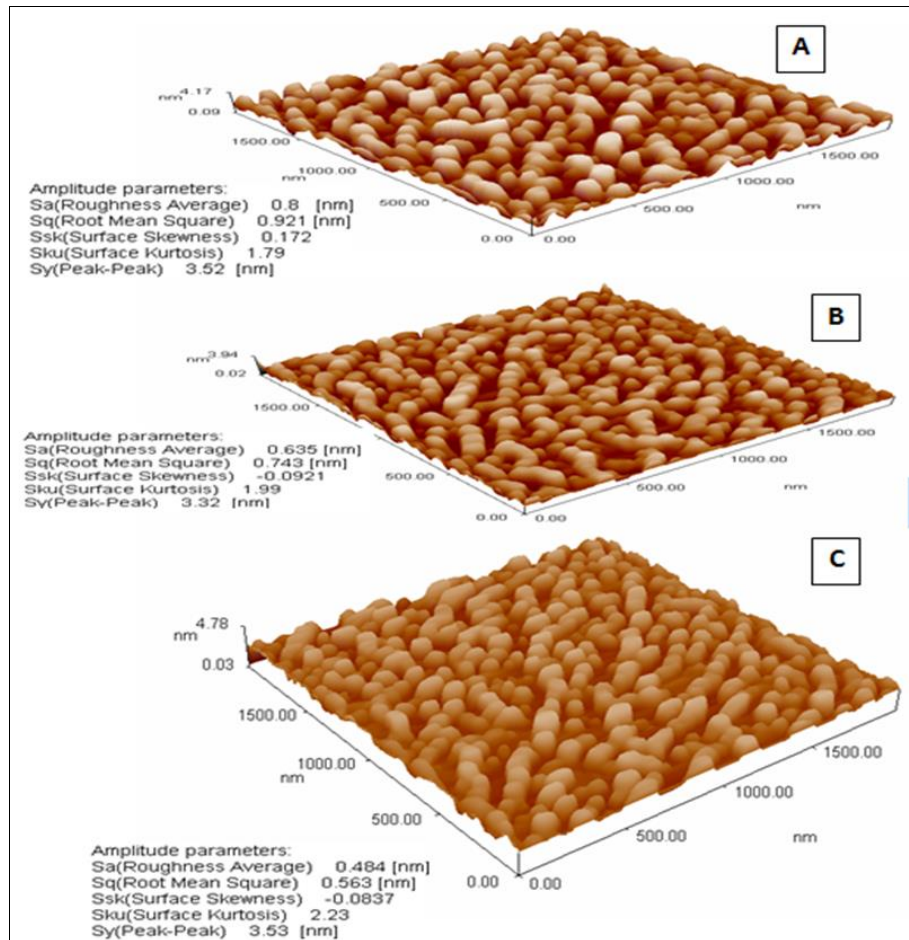 A
nm 4.17
0.09
1500.00
1000.00
nm
500.00
0.00
0.00
500.00
1000.00
1500.00
nm
Amplitude parameters:
Sa(Roughness Average) 0.8 [nm]
Sq(Root Mean Square) 0.921 [nm]
Ssk(Surface Skewness) 0.172
Sku(Surface Kurtosis) 1.79
Sy(Peak-Peak) 3.52 [nm]
B
nm 3.94
0.02
1500.00
500.00
0.00
0.00
500.00
1000.00
1500.00
nm
Amplitude parameters:
Sa(Roughness Average) 0.635 [nm]
Sq(Root Mean Square) 0.743 [nm]
Ssk(Surface Skewness) -0.0921
Sku(Surface Kurtosis) 1.99
Sy(Peak-Peak) 3.32 [nm]
C
4.78
nm
0.03
1500.00
1000.00
nm
500.00
0.00
0.00
500.00
1000.00
1500.00
nm
Amplitude parameters:
Sa(Roughness Average) 0.484 [nm]
Sq(Root Mean Square) 0.563 [nm]
Ssk(Surface Skewness) -0.0837
Sku(Surface Kurtosis) 2.23
Sy(Peak-Peak) 3.53 [nm]